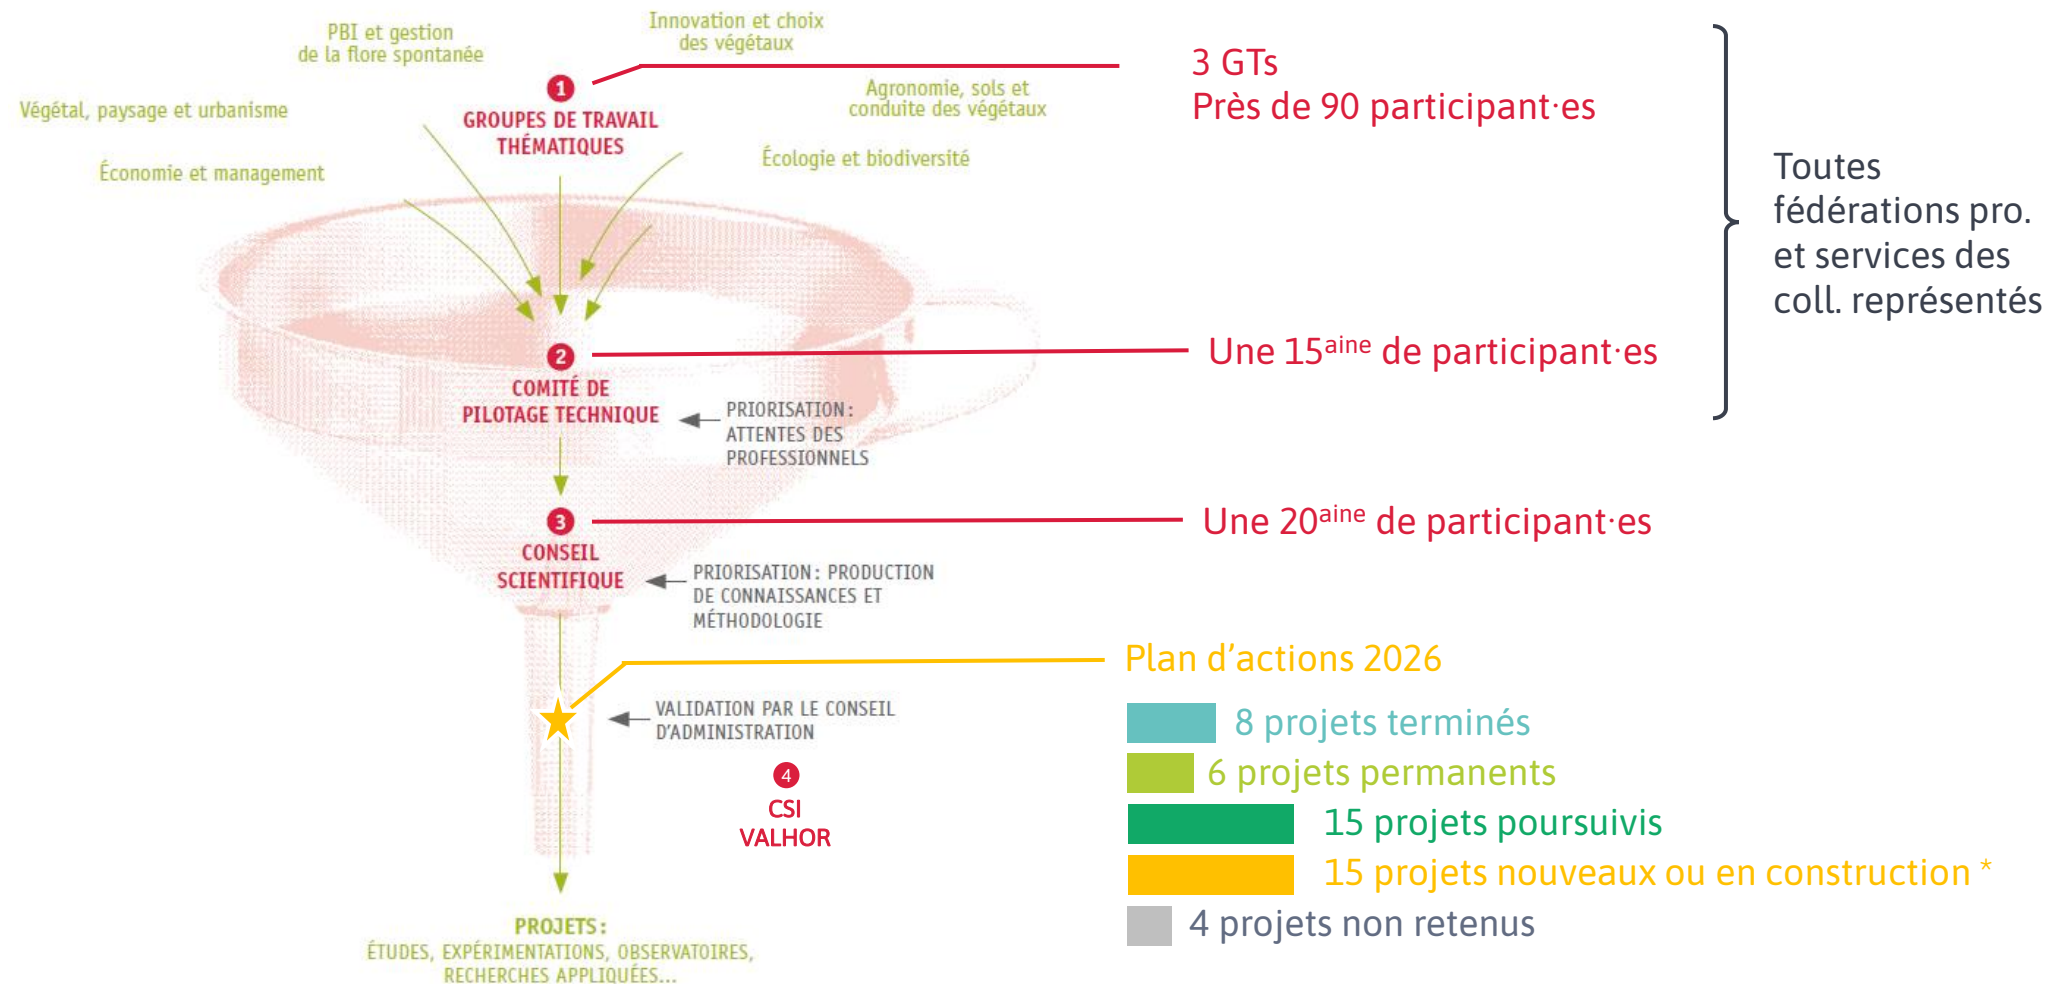 PBI et gestion
de la flore spontanée
Innovation et choix
des végétaux
Végétal, paysage et urbanisme
Agronomie, sols et
conduite des végétaux
Économie et management
Écologie et biodiversité
1
GROUPES DE TRAVAIL
THÉMATIQUES
3 GTs
Près de 90 participant·es
Toutes
fédérations pro.
et services des
coll. représentés
2
COMITÉ DE
PILOTAGE TECHNIQUE
Une 15aine de participant·es
PRIORISATION :
ATTENTES DES
PROFESSIONNELS
3
CONSEIL
SCIENTIFIQUE
Une 20aine de participant·es
PRIORISATION : PRODUCTION
DE CONNAISSANCES ET
MÉTHODOLOGIE
Plan d’actions 2026
VALIDATION PAR LE CONSEIL
D’ADMINISTRATION
4
CSI
VALHOR
8 projets terminés
6 projets permanents
15 projets poursuivis
15 projets nouveaux ou en construction *
4 projets non retenus
PROJETS :
ÉTUDES, EXPÉRIMENTATIONS, OBSERVATOIRES,
RECHERCHES APPLIQUÉES...